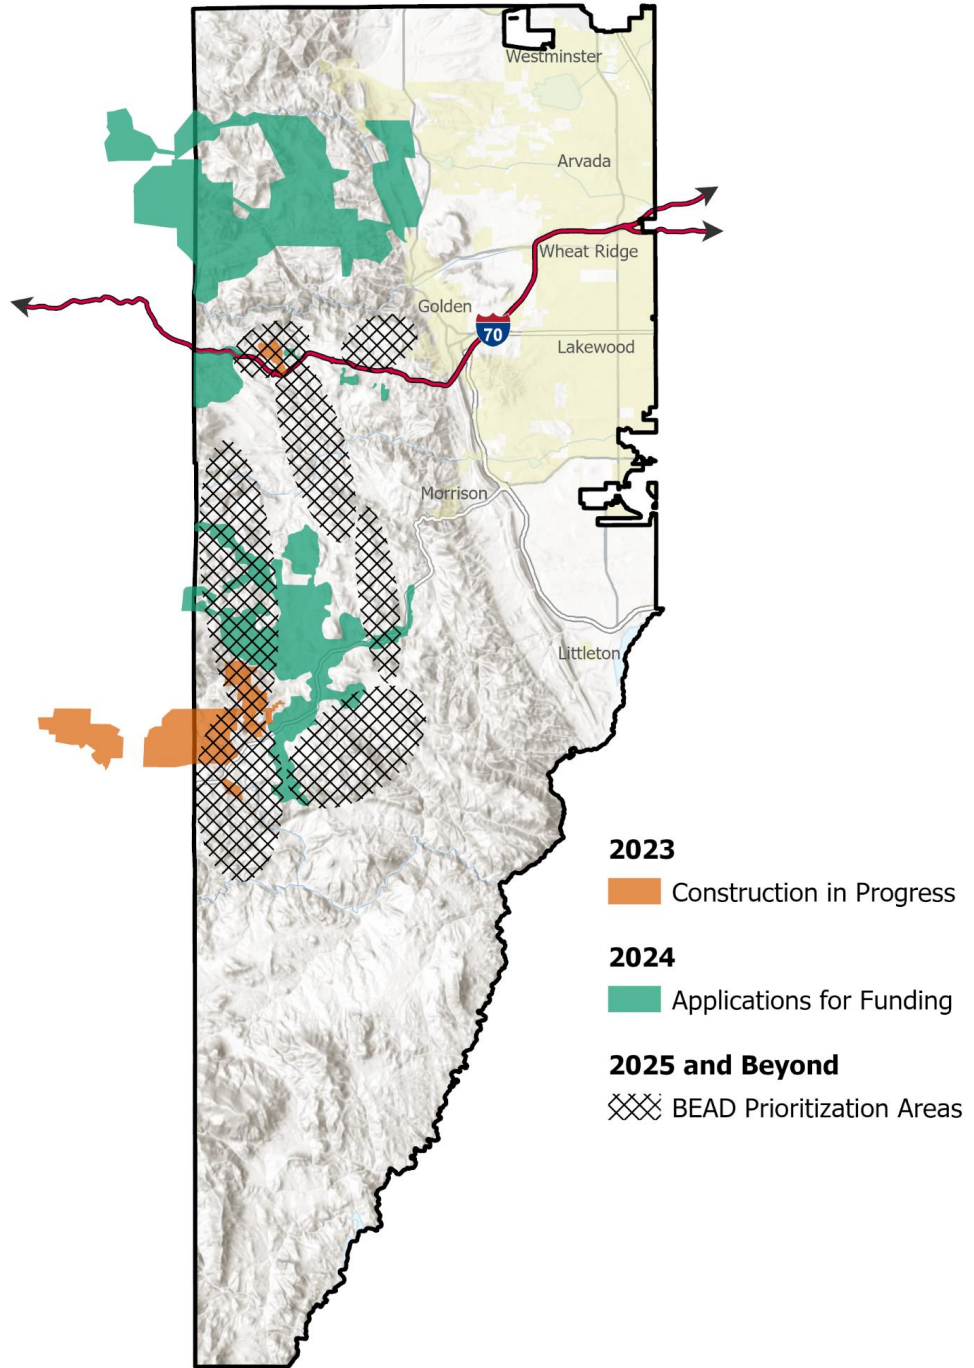 Westminster
Arvada
Wheat Ridge
Golden
70
Lakewood
Morrison
Littleton
2023
Construction in Progress
2024
Applications for Funding
2025 and Beyond
BEAD Prioritization Areas